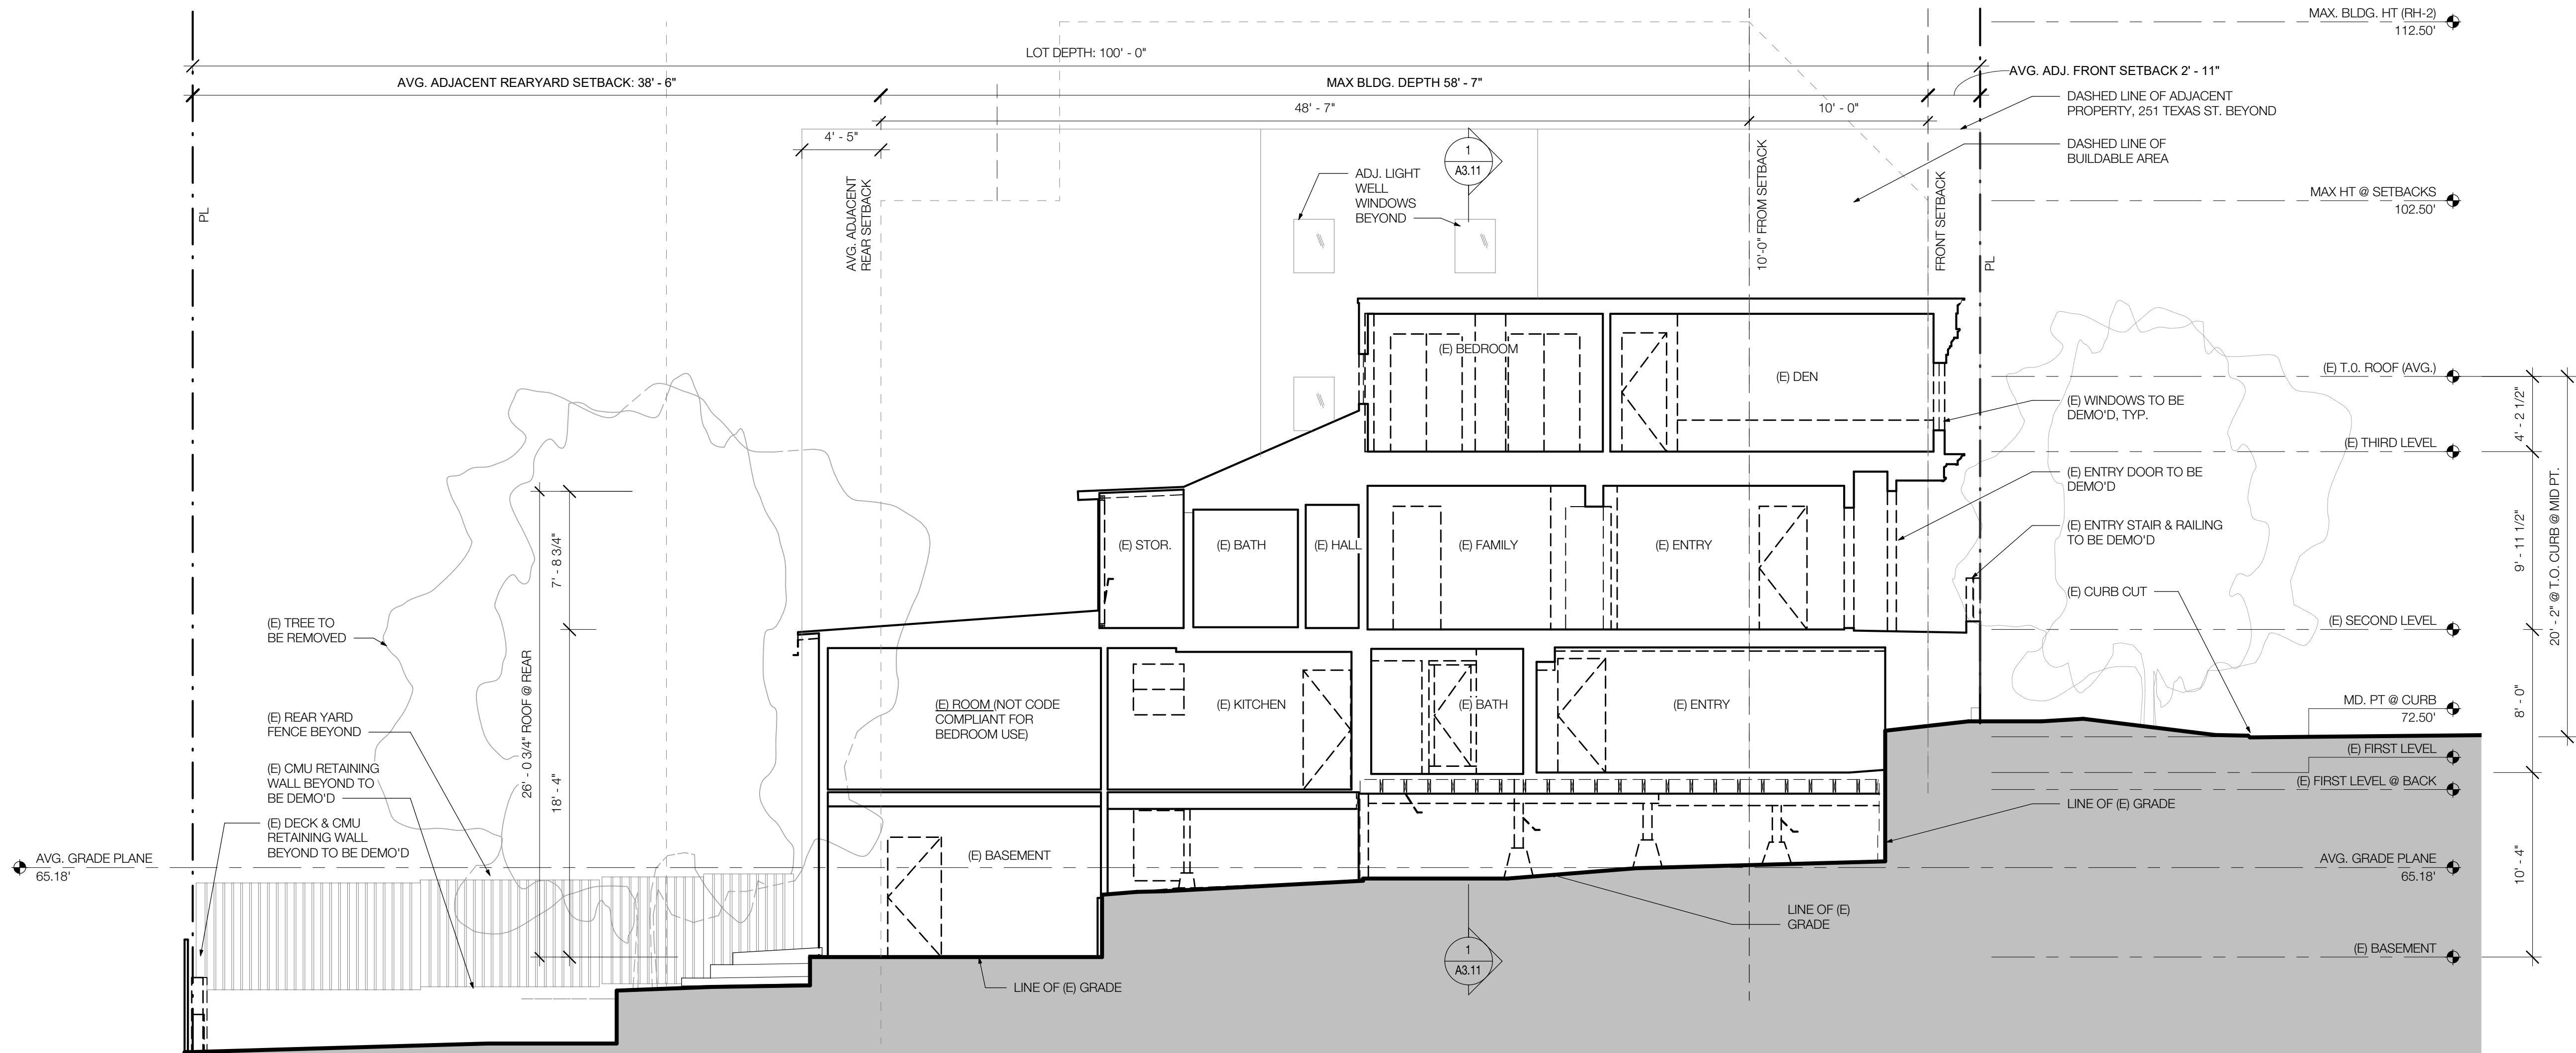 MAX. BLDG. HT (RH-2)
112.50'
LOT DEPTH: 100' - 0"
AVG. ADJACENT REARYARD SETBACK: 38' - 6"
MAX BLDG. DEPTH 58' - 7"
AVG. ADJ. FRONT SETBACK 2' - 11"
48' - 7"
10' - 0"
DASHED LINE OF ADJACENT
PROPERTY, 251 TEXAS ST. BEYOND
4' - 5"
1
A3.11
DASHED LINE OF
BUILDABLE AREA
ADJ. LIGHT
WELL
WINDOWS
BEYOND
PL
AVG. ADJACENT
REAR SETBACK
10'-0" FROM SETBACK
FRONT SETBACK
PL
MAX HT @ SETBACKS
102.50'
(E) BEDROOM
(E) DEN
(E) T.O. ROOF (AVG.)
(E) WINDOWS TO BE
DEMO'D, TYP.
4' - 2 1/2"
(E) THIRD LEVEL
(E) ENTRY DOOR TO BE
DEMO'D
(E) ENTRY STAIR & RAILING
TO BE DEMO'D
9' - 11 1/2"
20' - 2" @ T.O. CURB @ MID PT.
(E) STOR.
(E) BATH
(E) HALL
(E) FAMILY
(E) ENTRY
7' - 8 3/4"
(E) CURB CUT
(E) TREE TO
BE REMOVED
(E) SECOND LEVEL
26' - 0 3/4" ROOF @ REAR
18' - 4"
(E) ROOM (NOT CODE
COMPLIANT FOR
BEDROOM USE)
(E) KITCHEN
(E) BATH
(E) ENTRY
MD. PT @ CURB
72.50'
8' - 0"
(E) REAR YARD
FENCE BEYOND
(E) FIRST LEVEL
(E) CMU RETAINING
WALL BEYOND TO
BE DEMO'D
(E) FIRST LEVEL @ BACK
LINE OF (E) GRADE
(E) DECK & CMU
RETAINING WALL
BEYOND TO BE DEMO'D
(E) BASEMENT
AVG. GRADE PLANE
65.18'
AVG. GRADE PLANE
65.18'
10' - 4"
LINE OF (E)
GRADE
1
A3.11
(E) BASEMENT
LINE OF (E) GRADE